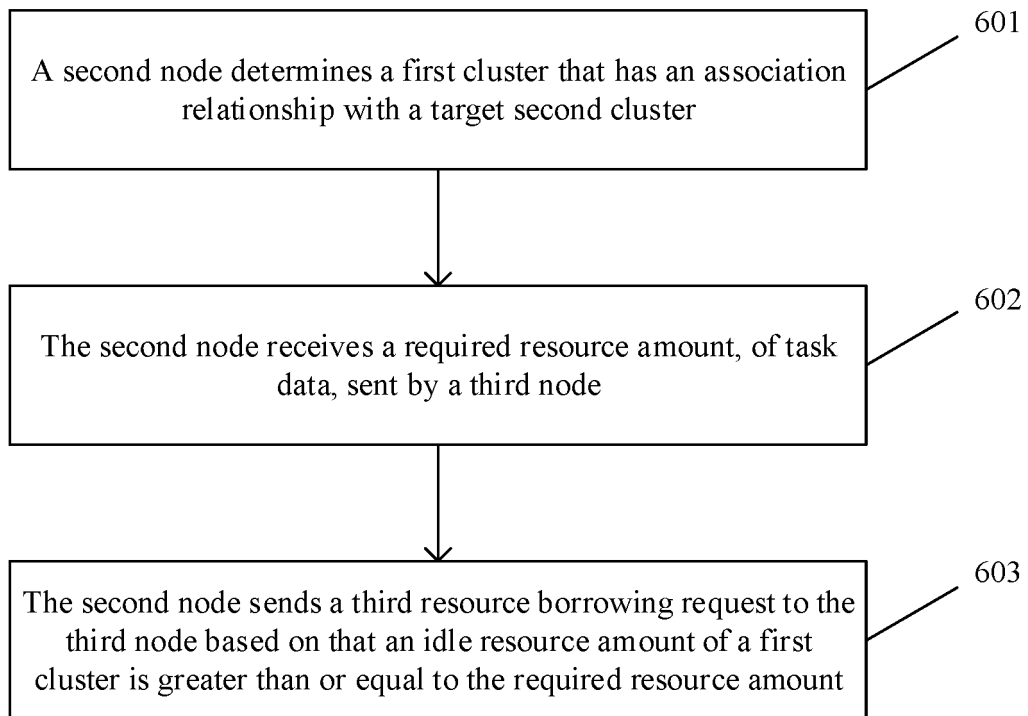 601
A second node determines a first cluster that has an association
relationship with a target second cluster
602
The second node receives a required resource amount, of task
data, sent by a third node
603
The second node sends a third resource borrowing request to the
third node based on that an idle resource amount of a first
cluster is greater than or equal to the required resource amount